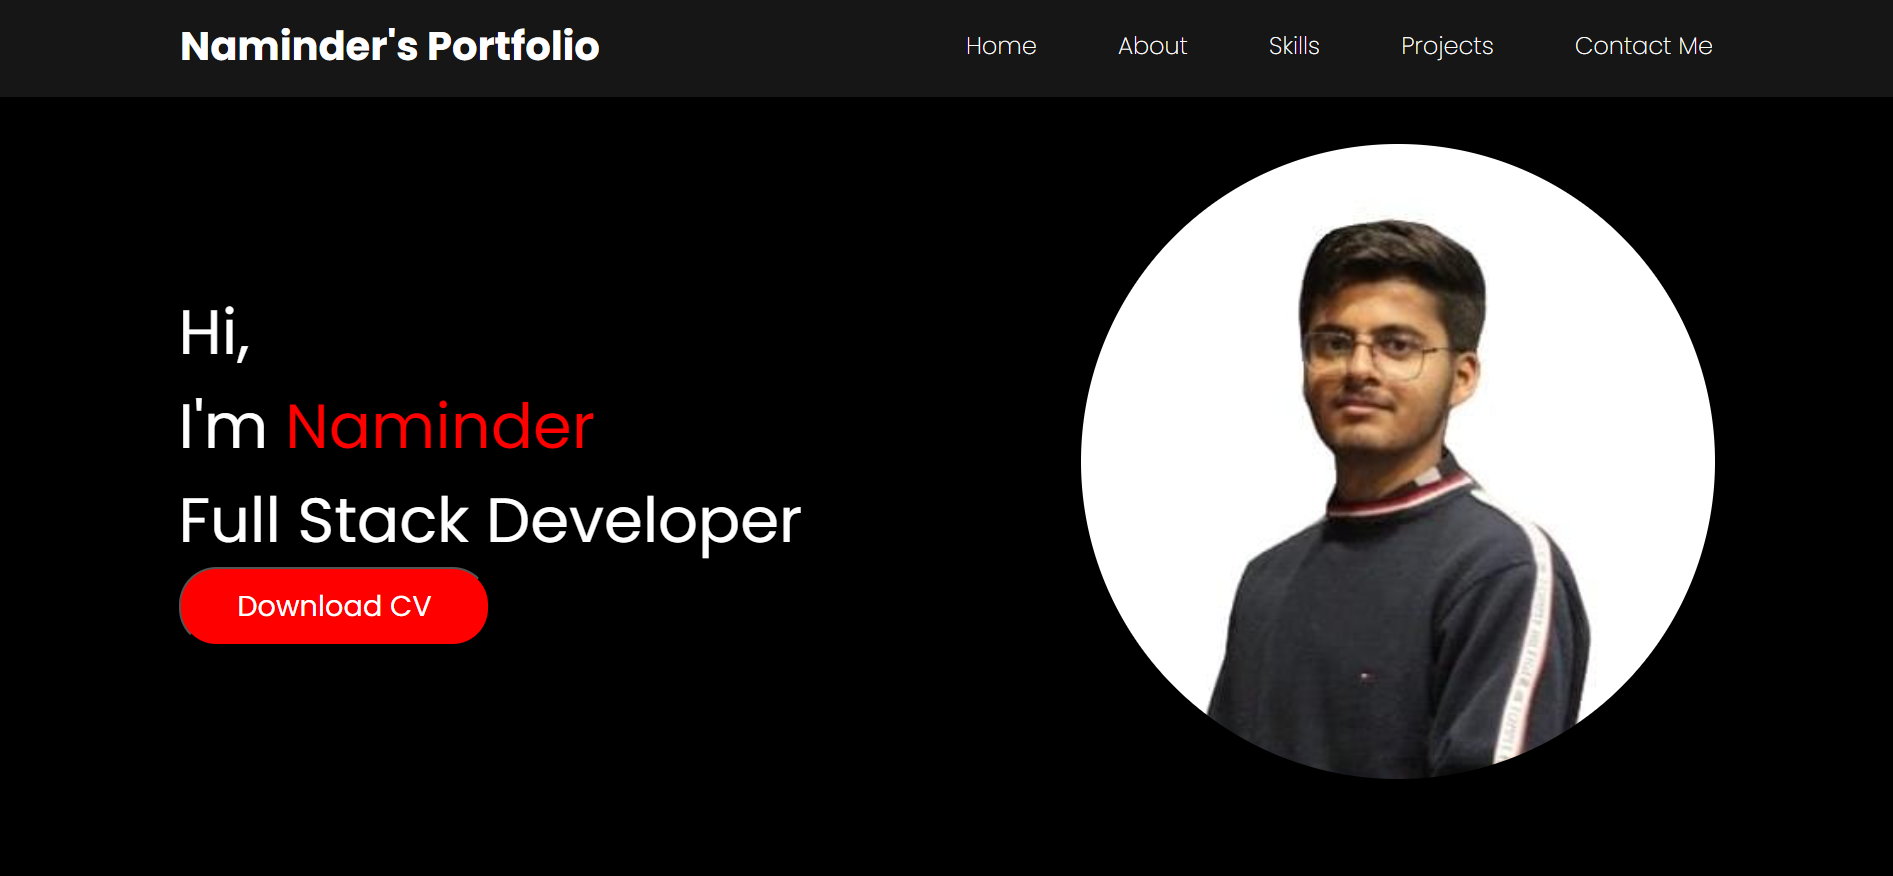 Naminder's Portfolio
Home About Skills Projects Contact Me
Hi,
I'm Naminder
Full Stack Developer
Download CV